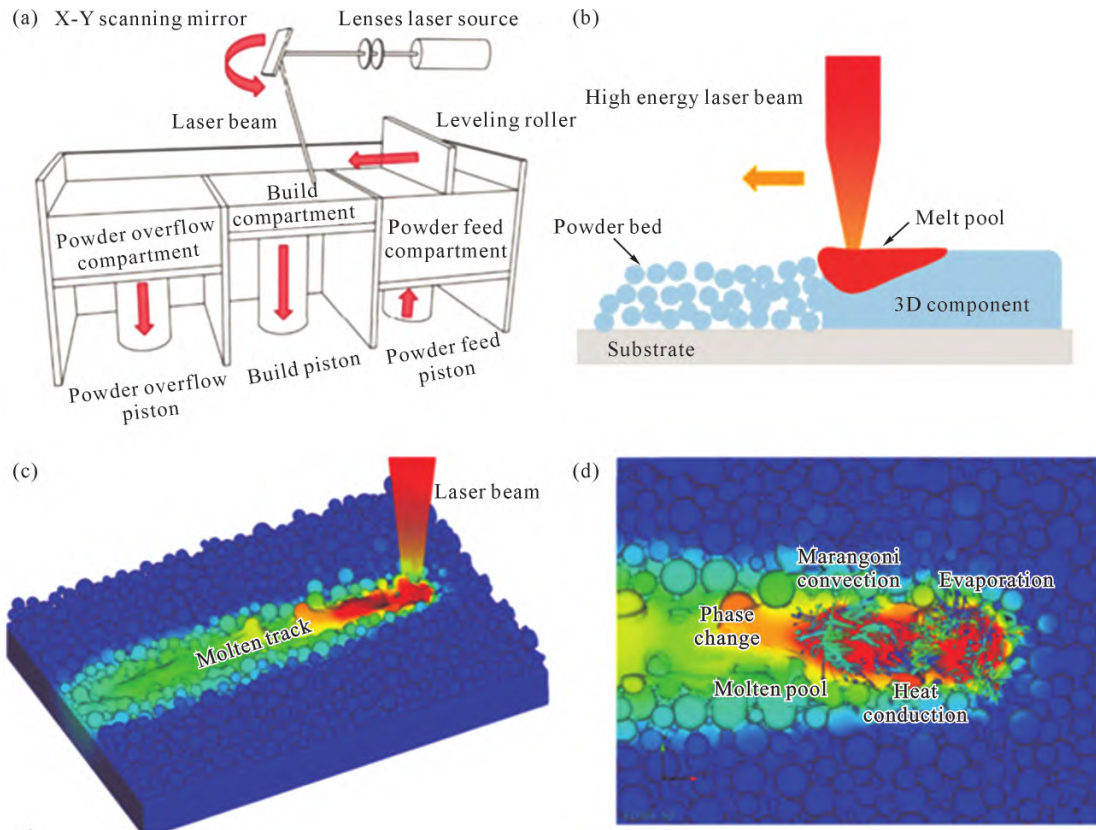 (a)
X-Y scanning mirror
Lenses laser source
Laser beam
Leveling roller
Build
compartment
Powder overflow
compartment
Powder feed
compartment
Powder overflow
piston
Build piston
Powder feed
piston
(b)
High energy laser beam
Powder bed
Melt pool
3D component
Substrate
(c)
Laser beam
Molten track
(d)
Marangoni
convection
Evaporation
Phase
change
Molten pool
Heat
conduction